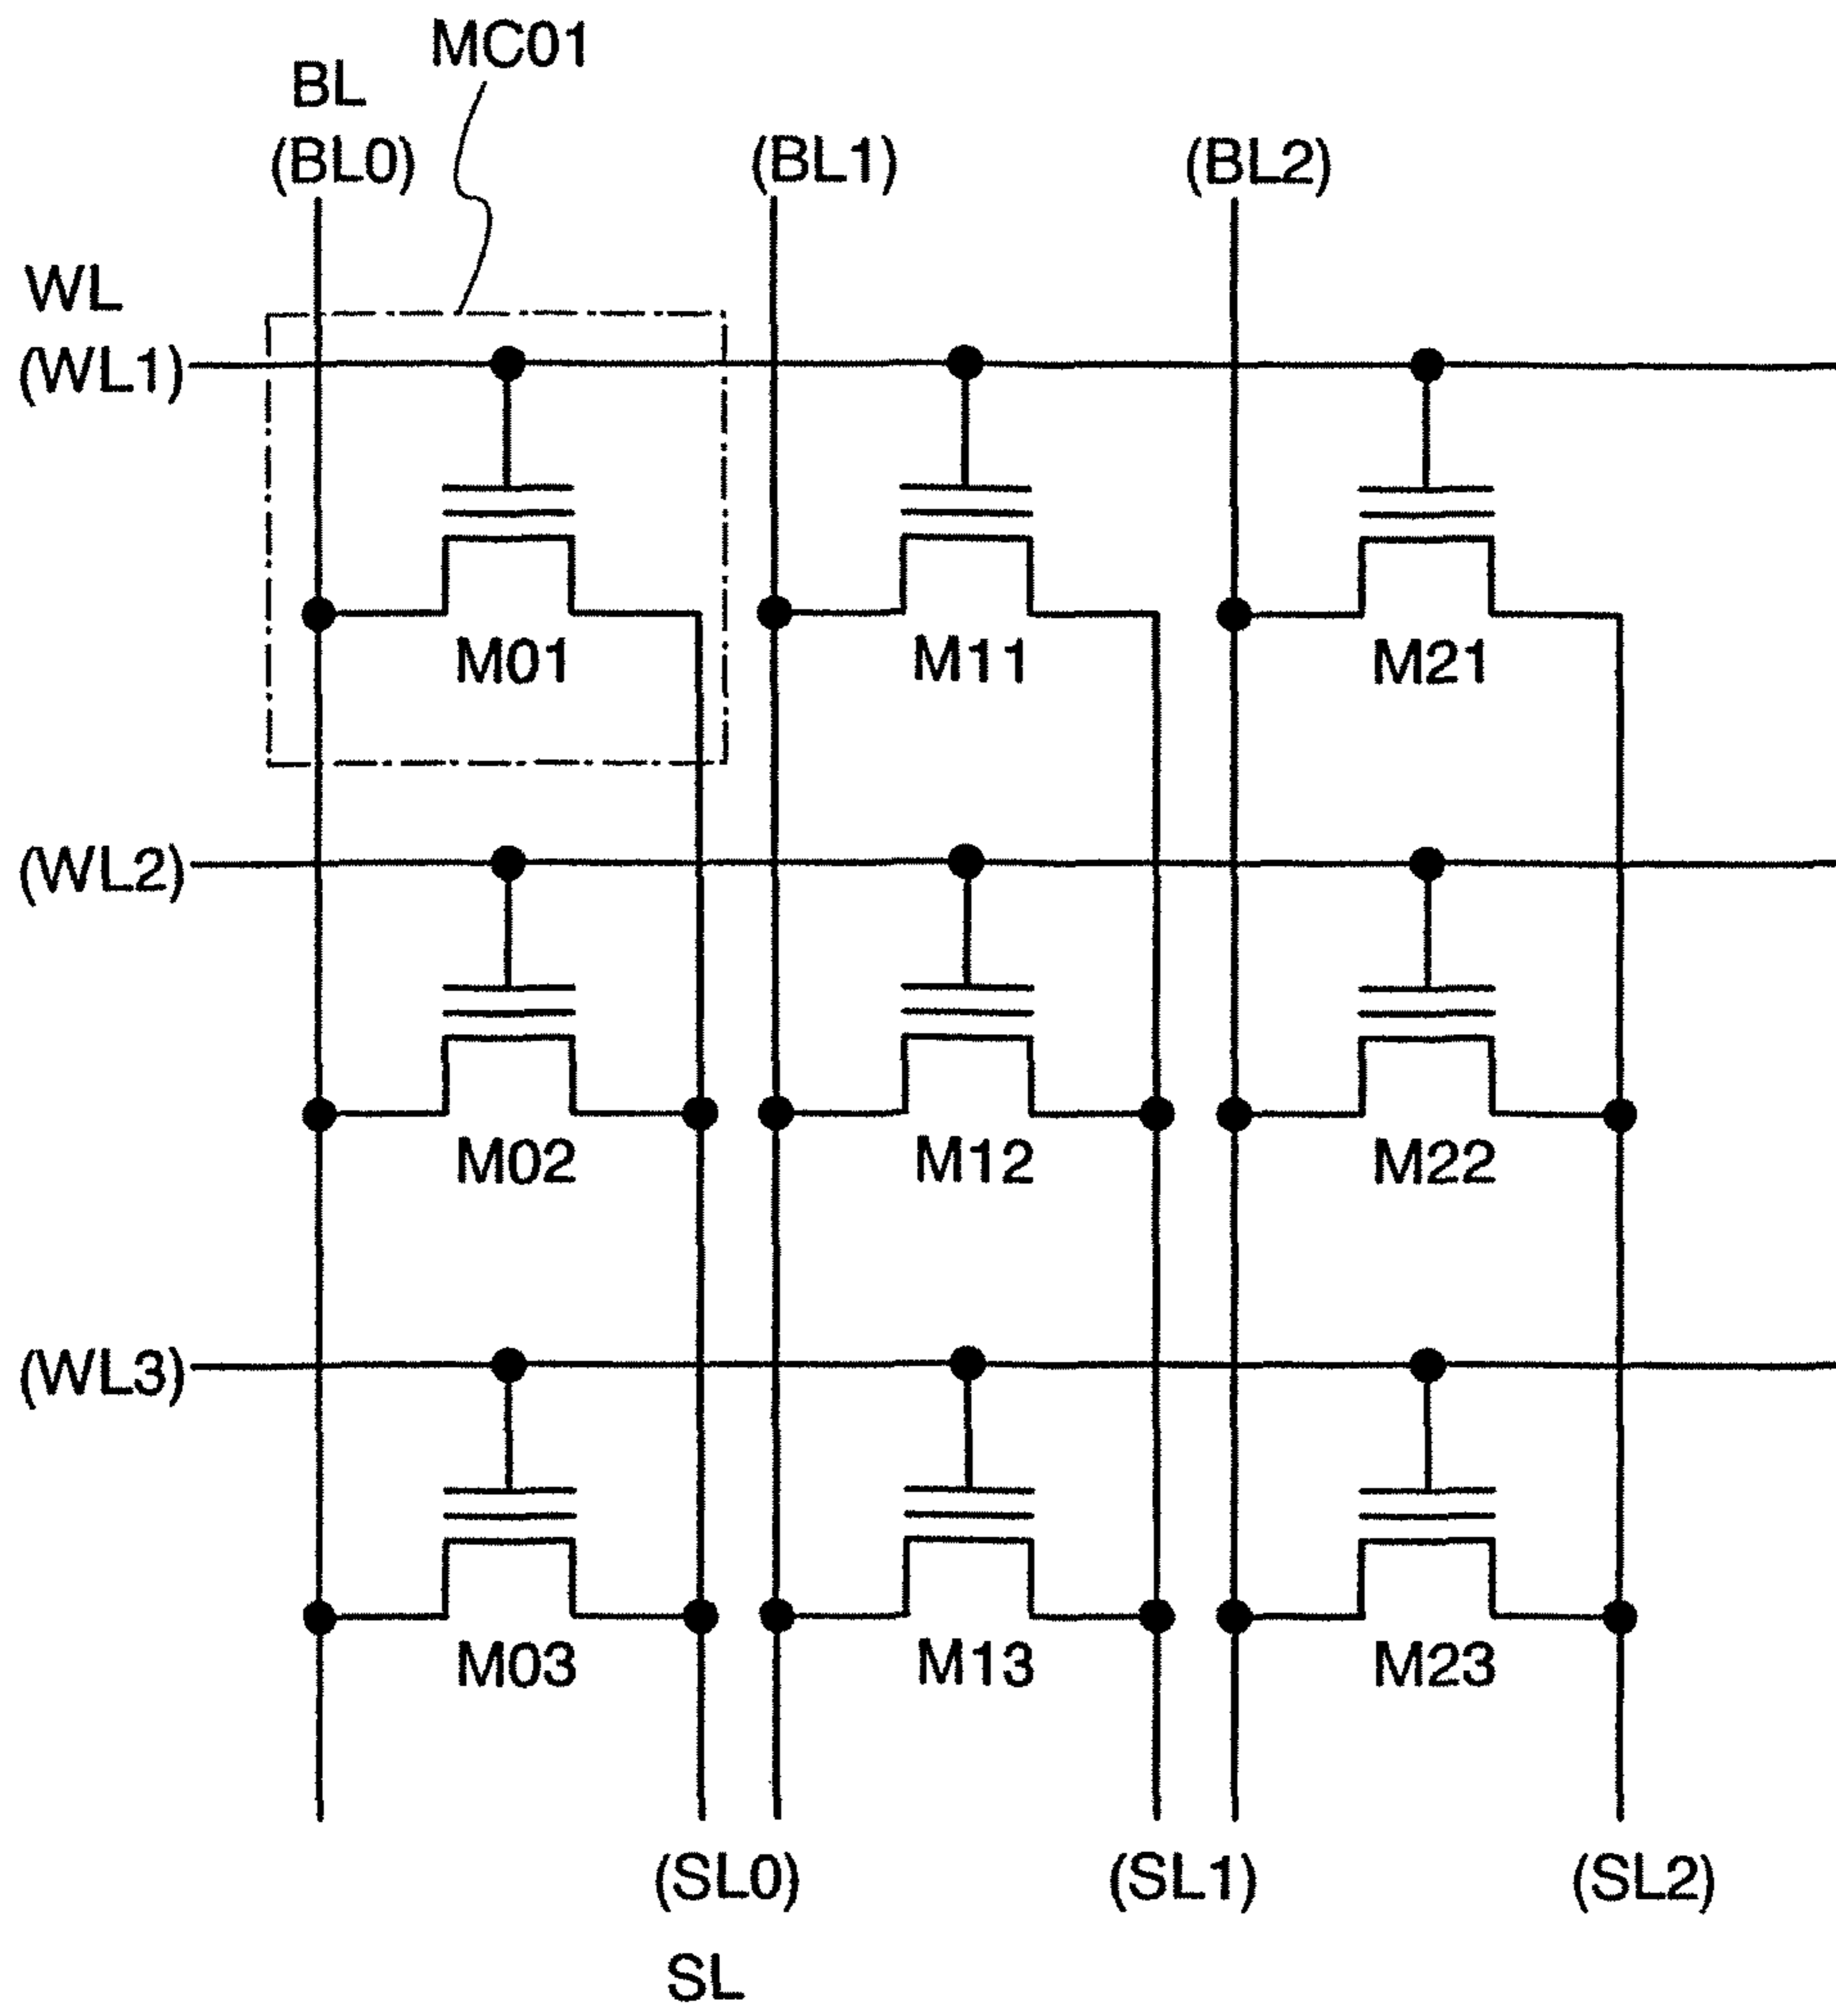 MC01
BL
(BL0)
(BL1)
(BL2)
WL
(WL1)
M01
M11
M21
(WL2)
M02
M12
M22
(WL3)
M03
M13
M23
(SL0)
(SL1)
(SL2)
SL